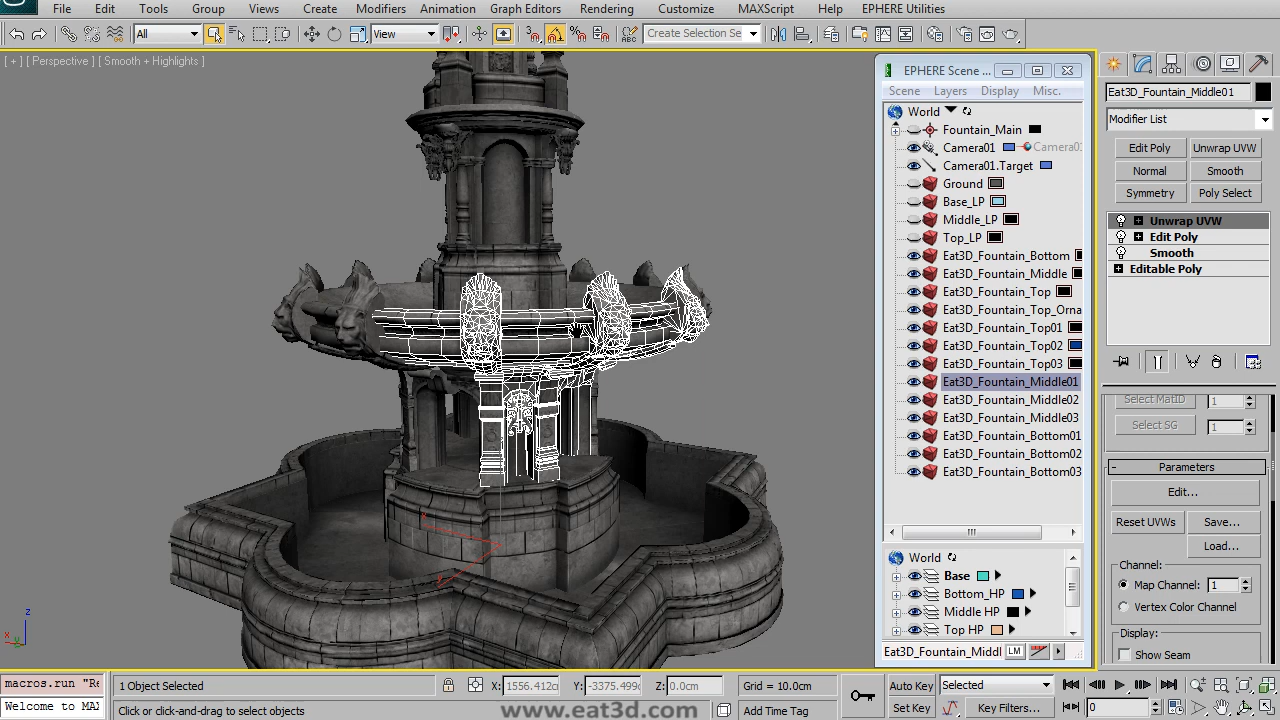 File Edit Tools Group Views Create Modifiers Animation Graph Editors Rendering Customize MAXScript Help EPHERE Utilities
All View Create Selection Se
[ + ] [ Perspective ] [ Smooth + Highlights ]
EPHERE Scene ...
Scene Layers Display Misc.
World
Fountain_Main
Camera01 Camera0
Camera01.Target
Ground
Base_LP
Middle_LP
Top_LP
Eat3D_Fountain_Bottom
Eat3D_Fountain_Middle
Eat3D_Fountain_Top
Eat3D_Fountain_Top_Orna
Eat3D_Fountain_Top01
Eat3D_Fountain_Top02
Eat3D_Fountain_Top03
Eat3D_Fountain_Middle01
Eat3D_Fountain_Middle02
Eat3D_Fountain_Middle03
Eat3D_Fountain_Bottom01
Eat3D_Fountain_Bottom02
Eat3D_Fountain_Bottom03
World
Base
Bottom_HP
Middle HP
Top HP
Eat3D_Fountain_Middl LM
Eat3D_Fountain_Middle01
Modifier List
Edit Poly Unwrap UVW
Normal Smooth
Symmetry Poly Select
Unwrap UVW
Edit Poly
Smooth
Editable Poly
Select MatID 1
Select SG 1
- Parameters
Edit...
Reset UVWs Save...
Load...
Channel:
Map Channel: 1
Vertex Color Channel
Display:
Show Seam
x
y
z
x
y
macros.run "Re
Welcome to MAX
1 Object Selected
X: 1556.412c Y: -3375.499c Z: 0.0cm Grid = 10.0cm
Click or click-and-drag to select objects
Add Time Tag
Auto Key Selected
Set Key Key Filters... 0
www.eat3d.com